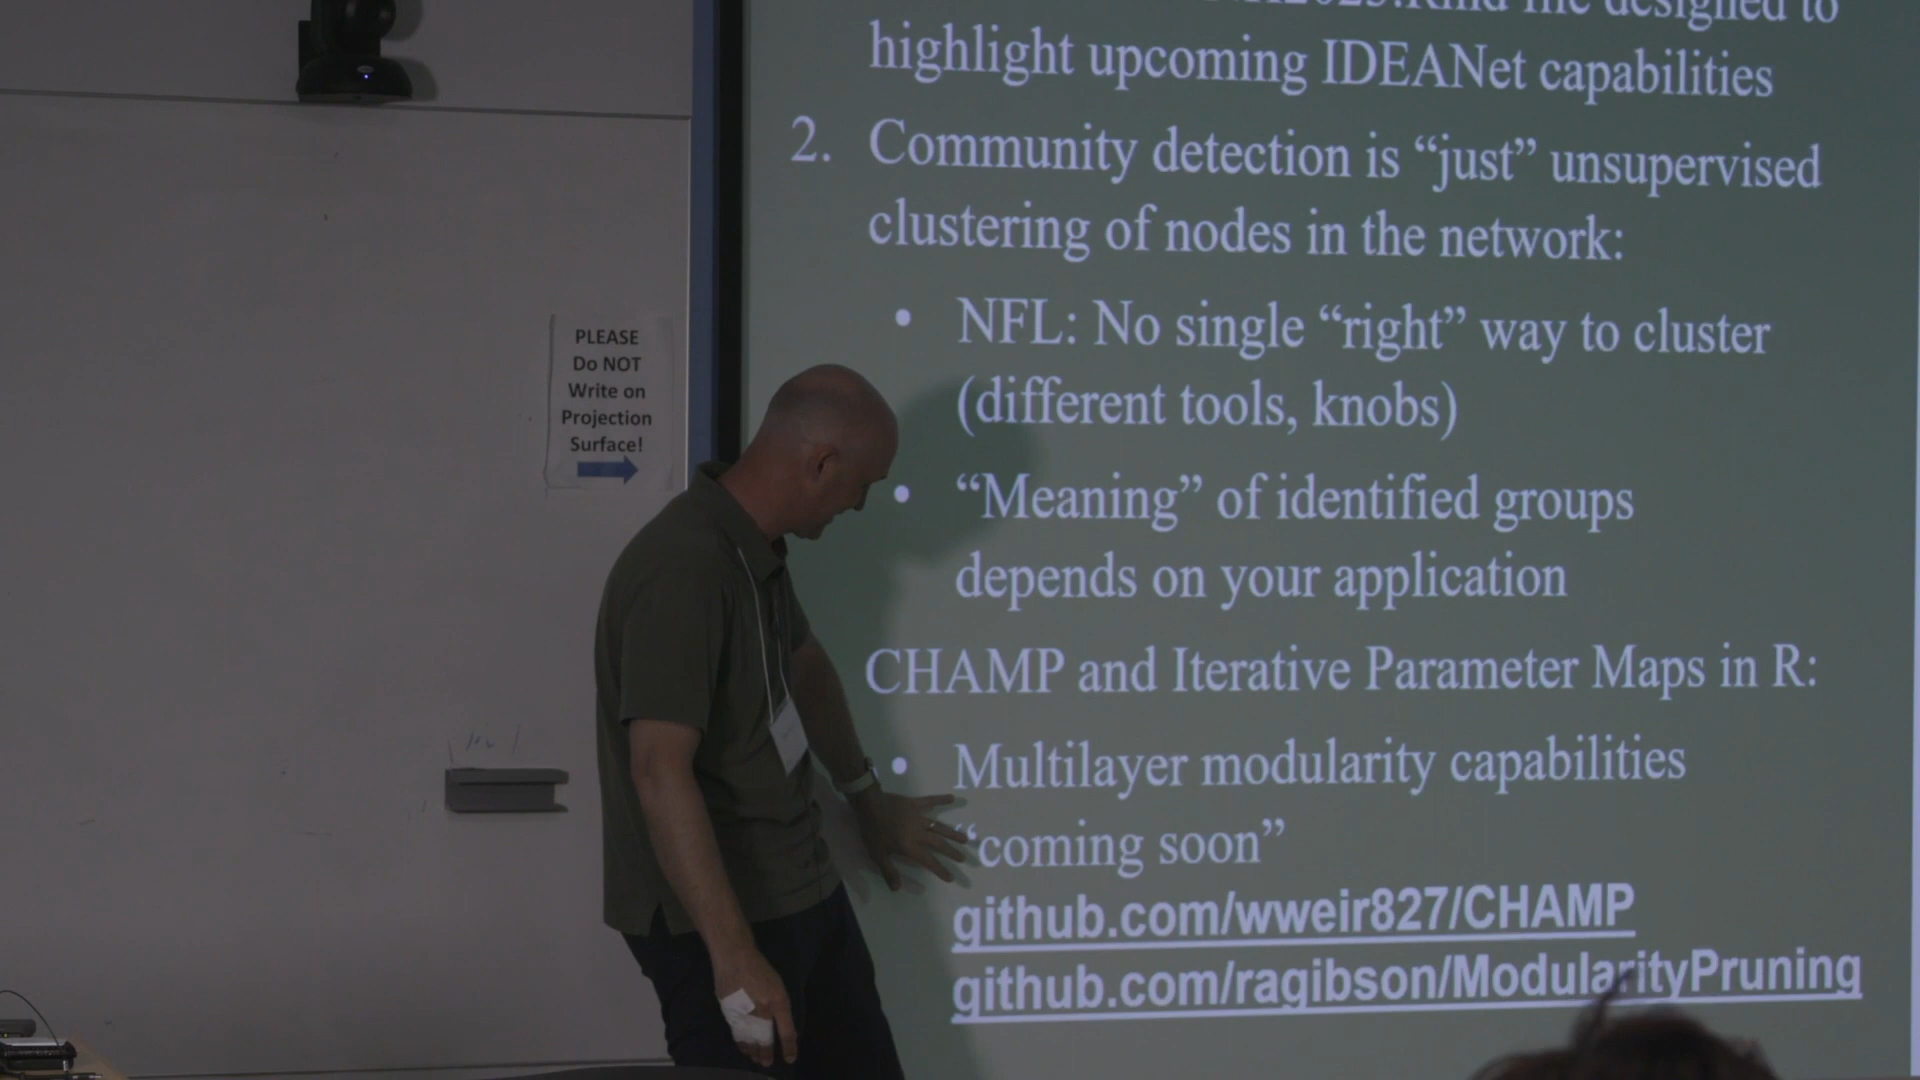 designed to
highlight upcoming IDEANet capabilities
2. Community detection is “just” unsupervised
clustering of nodes in the network:
• NFL: No single “right” way to cluster
(different tools, knobs)
• “Meaning” of identified groups
depends on your application
CHAMP and Iterative Parameter Maps in R:
• Multilayer modularity capabilities
“coming soon”
github.com/wweir827/CHAMP
github.com/ragibson/ModularityPruning
PLEASE
Do NOT
Write on
Projection
Surface!